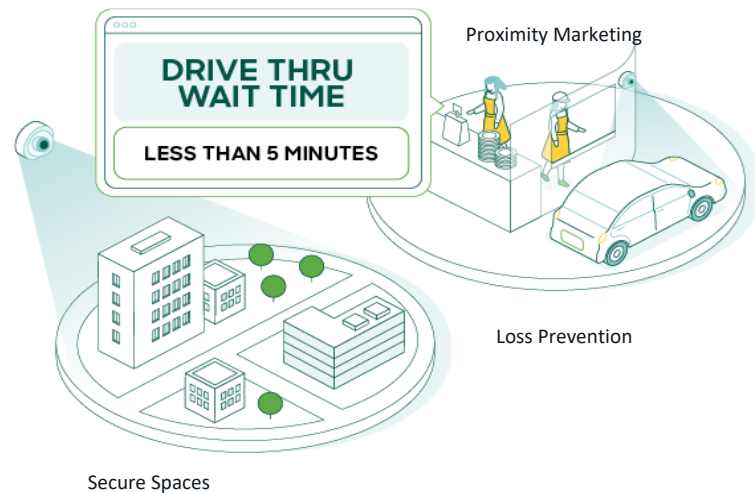 Proximity Marketing
DRIVE THRU
WAIT TIME
LESS THAN 5 MINUTES
Loss Prevention
Secure Spaces